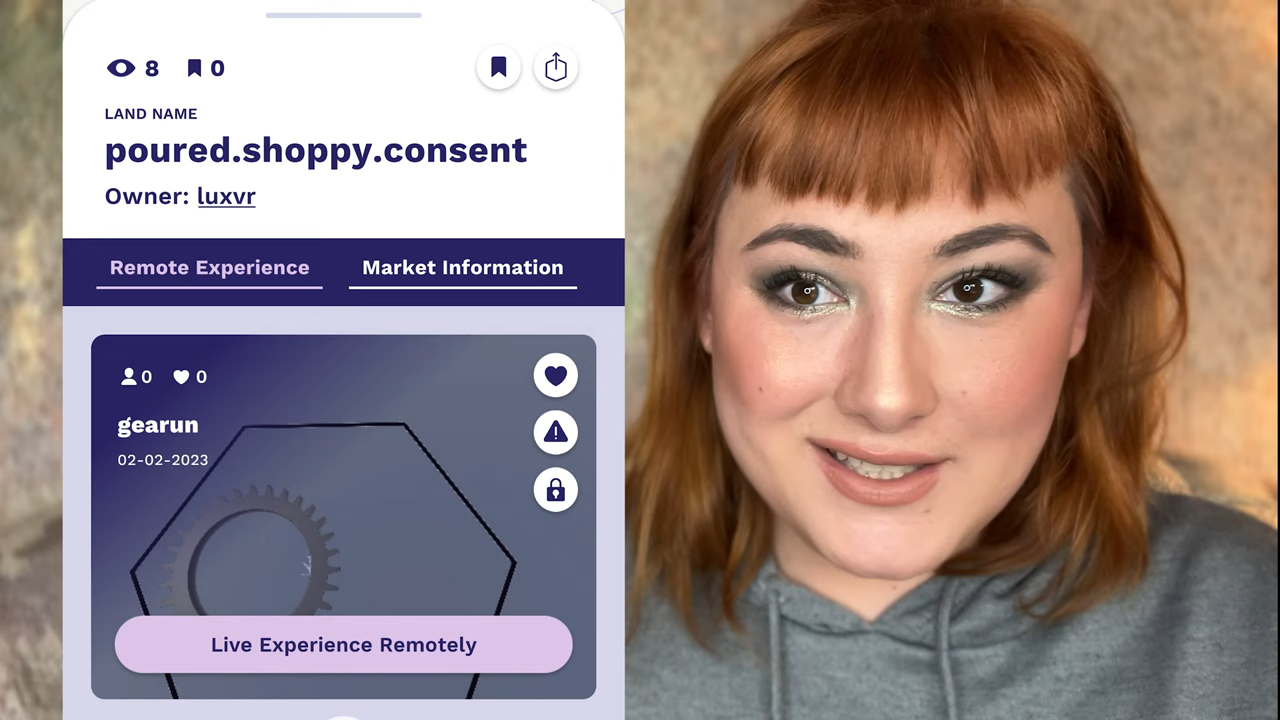 8 0
LAND NAME
poured.shoppy.consent
Owner: luxvr
Remote Experience Market Information
0 0
gearun
02-02-2023
Live Experience Remotely